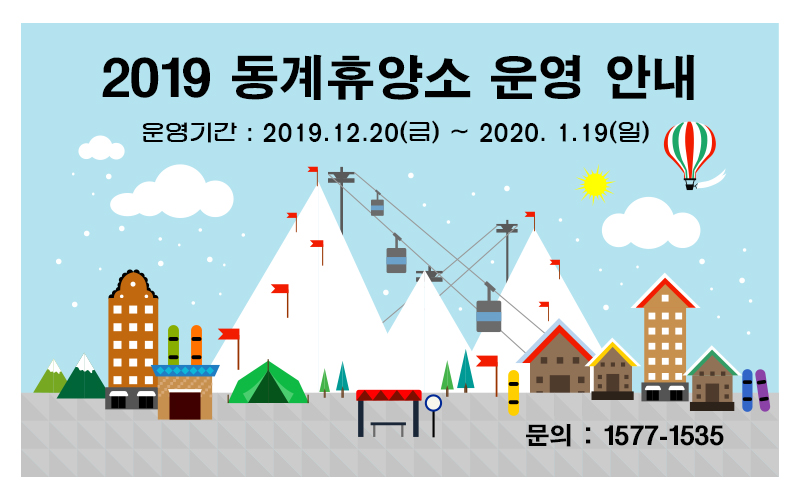 2019 동계휴양소 운영 안내
운영기간 : 2019.12.20(금) ~ 2020. 1.19(일)
문의 : 1577-1535